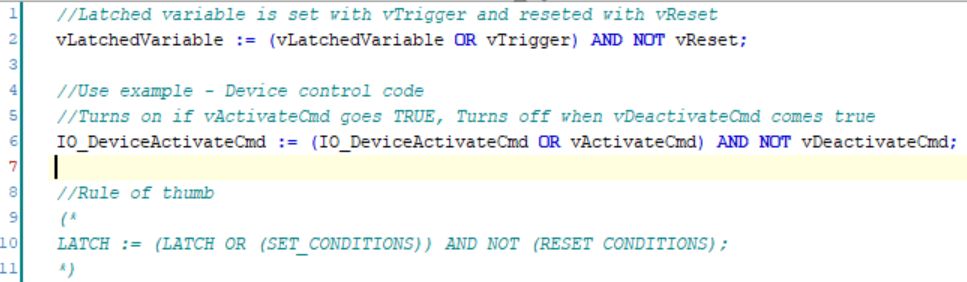 1 //Latched variable is set with vTrigger and reseted with vReset
2 vLatchedVariable := (vLatchedVariable OR vTrigger) AND NOT vReset;
3
4 //Use example - Device control code
5 //Turns on if vActivateCmd goes TRUE, Turns off when vDeactivateCmd comes true
6 IO_DeviceActivateCmd := (IO_DeviceActivateCmd OR vActivateCmd) AND NOT vDeactivateCmd;
7
8 //Rule of thumb
9 (*
10 LATCH := (LATCH OR (SET_CONDITIONS)) AND NOT (RESET CONDITIONS);
11 *)